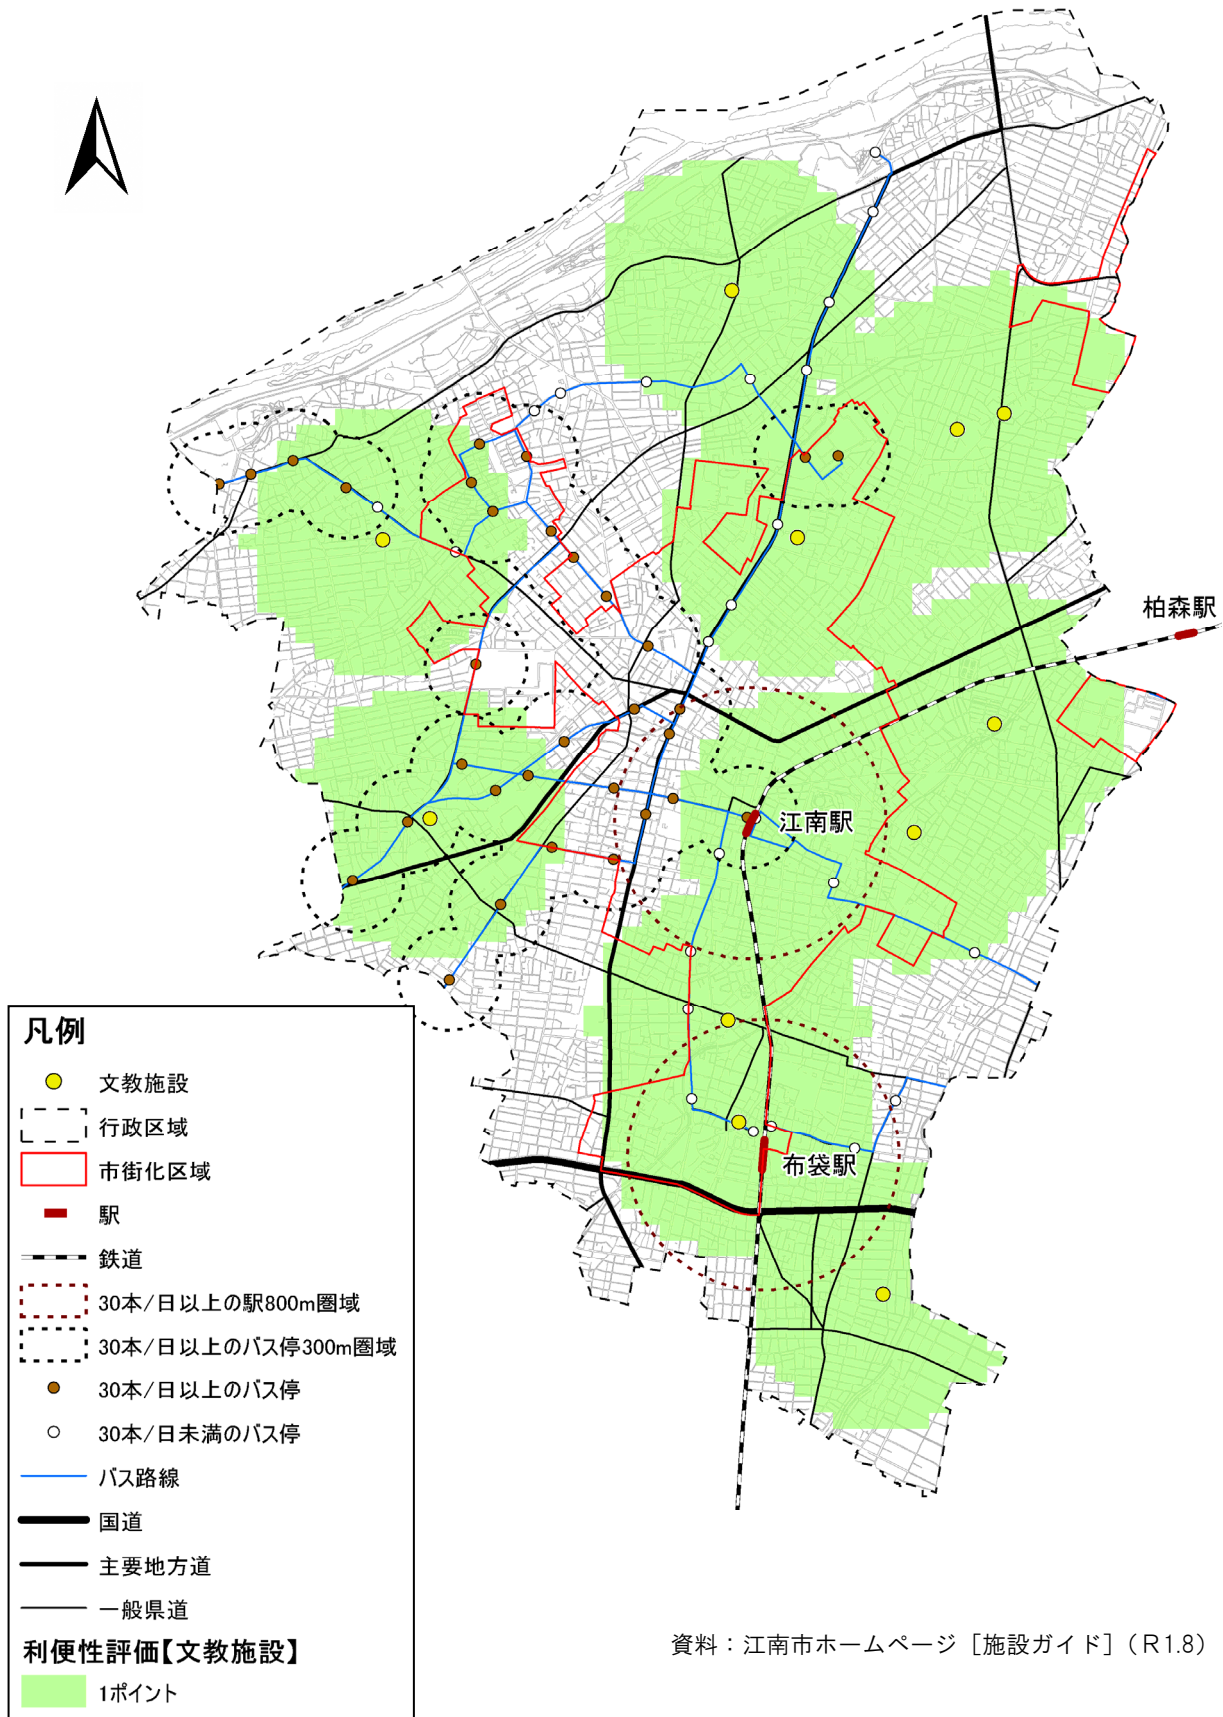 柏森駅
江南駅
布袋駅
凡例
文教施設
行政区域
市街化区域
駅
鉄道
30本/日以上の駅800m圏域
30本/日以上のバス停300m圏域
30本/日以上のバス停
30本/日未満のバス停
バス路線
国道
主要地方道
一般県道
利便性評価【文教施設】
1ポイント
資料：江南市ホームページ［施設ガイド］（R1.8）